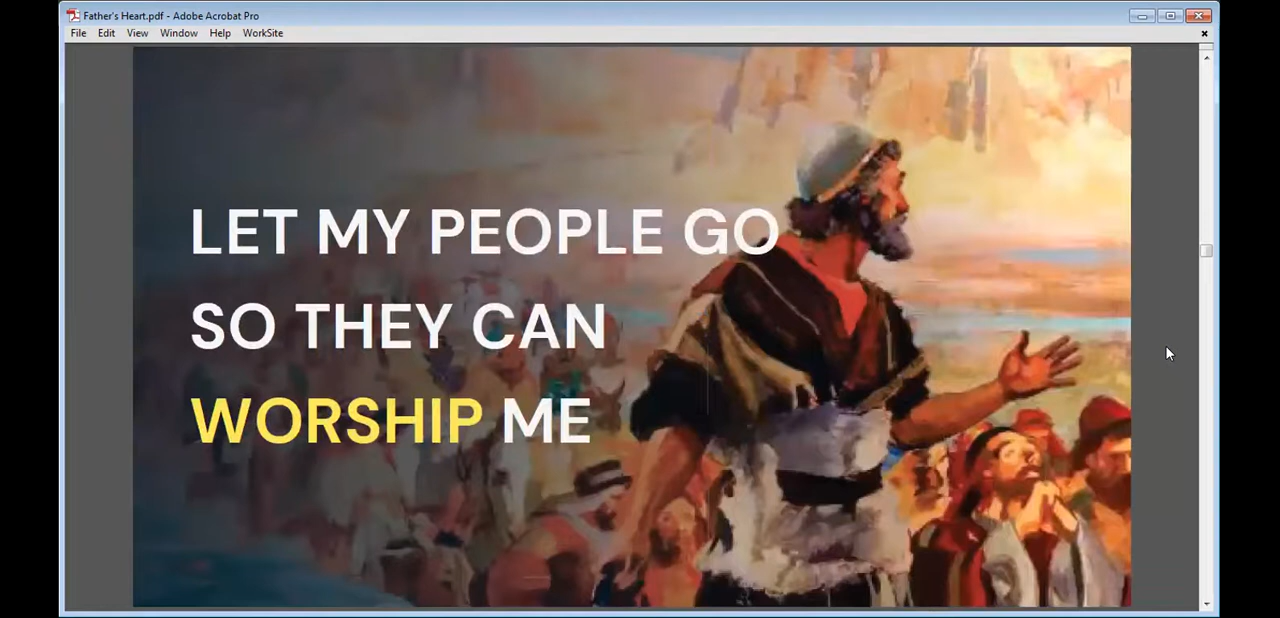 Father's Heart.pdf - Adobe Acrobat Pro
File Edit View Window Help WorkSite
LET MY PEOPLE GO
SO THEY CAN
WORSHIP ME